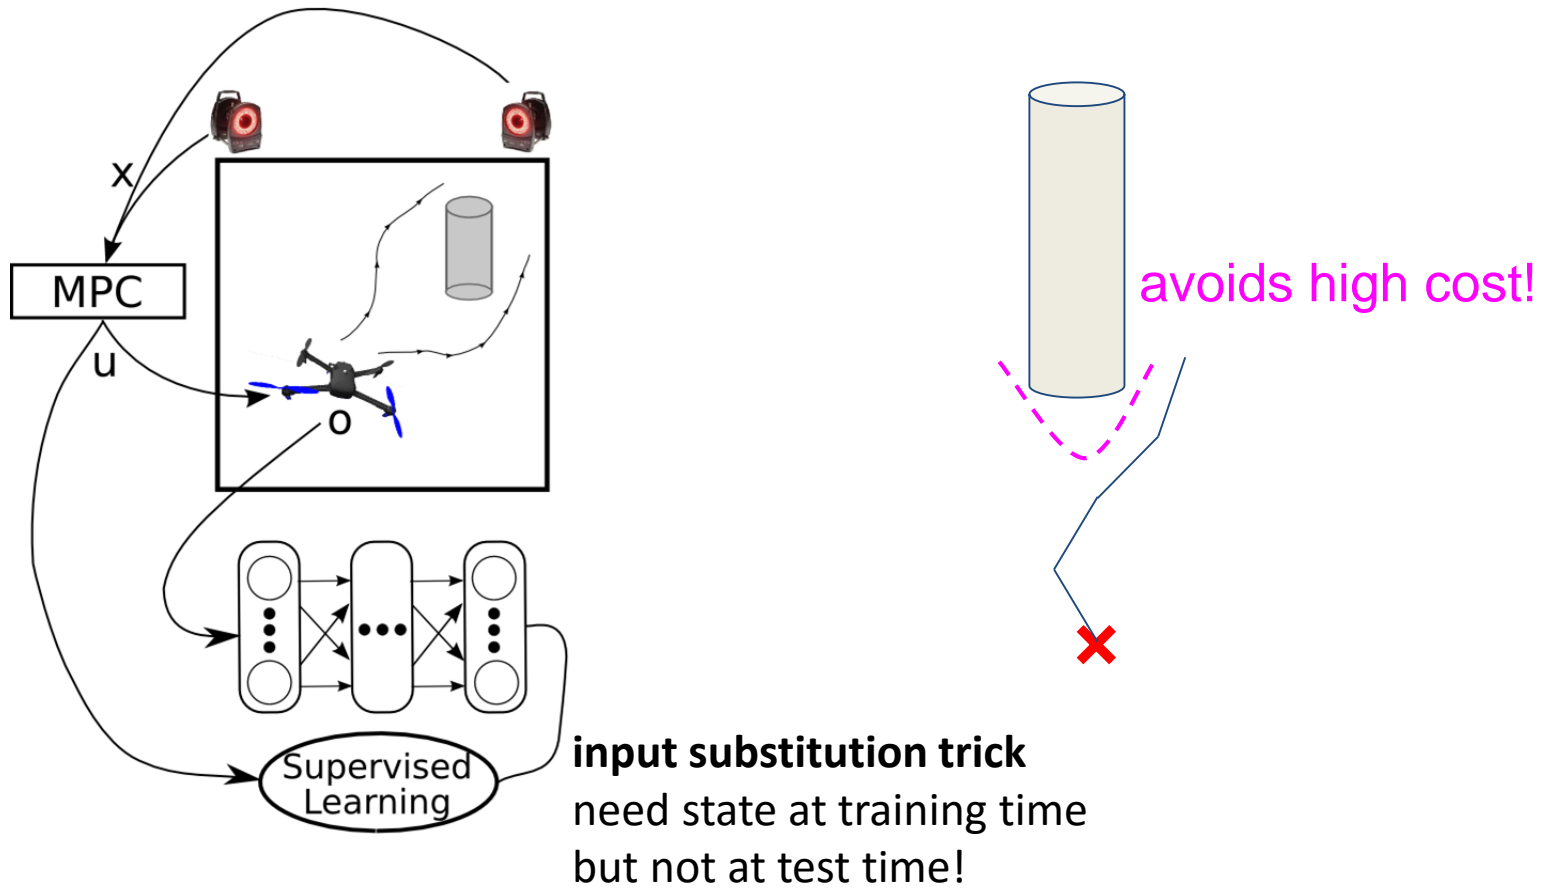 x
MPC
u
o
Supervised
Learning
input substitution trick
need state at training time
but not at test time!
avoids high cost!